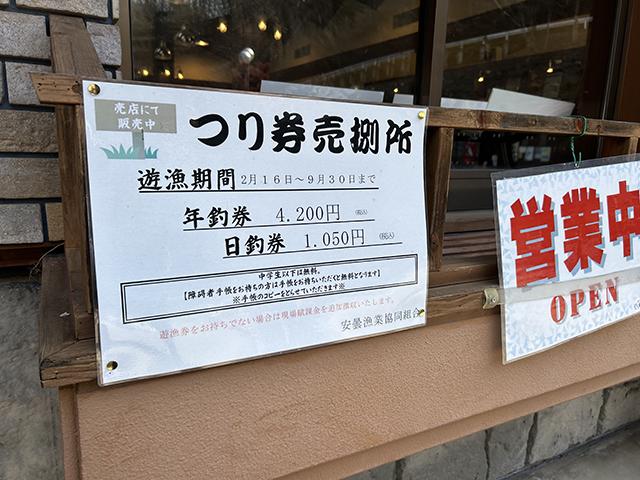 売店にて
販売中
つり券売捌所
遊漁期間 2月16日～9月30日まで
年釣券 4.200円 (税込)
日釣券 1.050円 (税込)
中学生以下は無料。
【障碍者手帳をお持ちの方は手帳をお持ちいただくと無料となります】
※手帳のコピーをとらせていただきます※
遊漁券をお持ちでない場合は現場賦課金を追加徴収いたします。
安曇漁業協同組合
営業中
OPEN